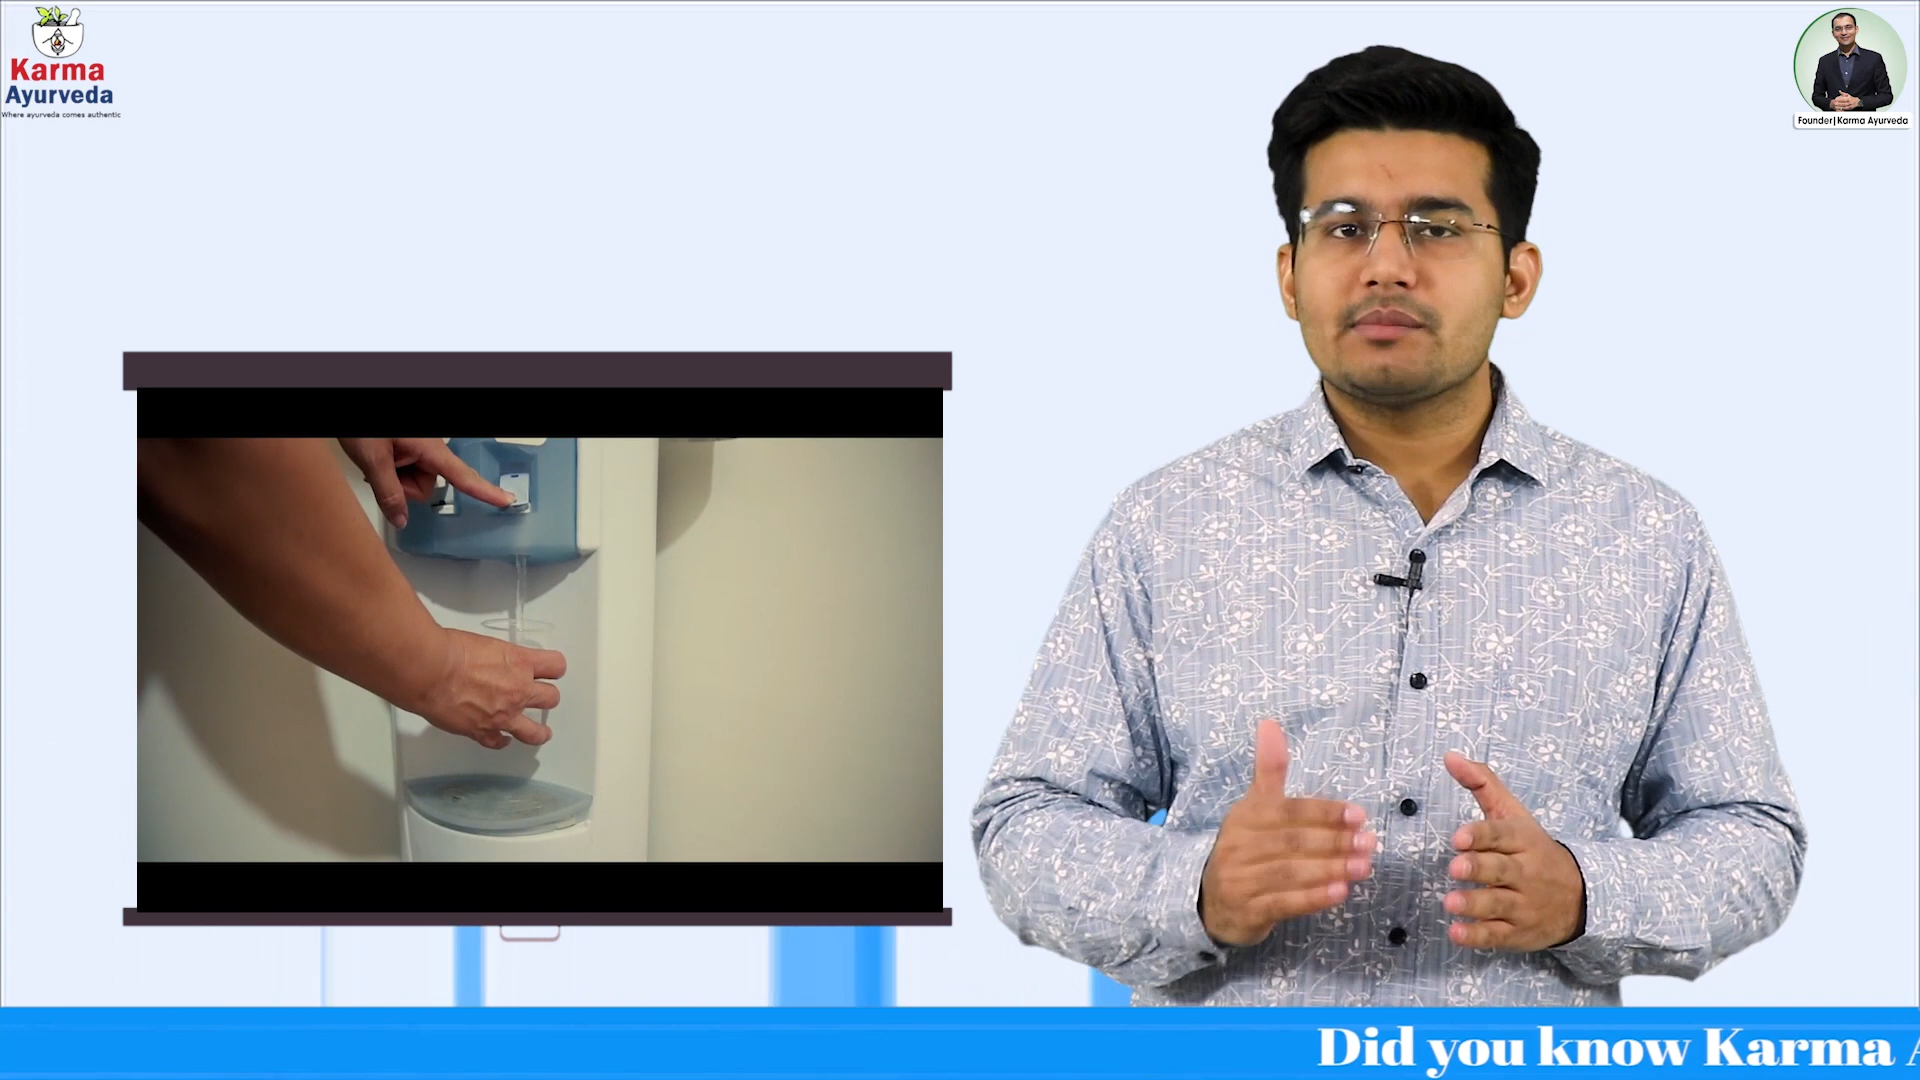 Karma
Ayurveda
Where ayurveda comes authentic
Founder|Karma Ayurveda
Did you know Karma A